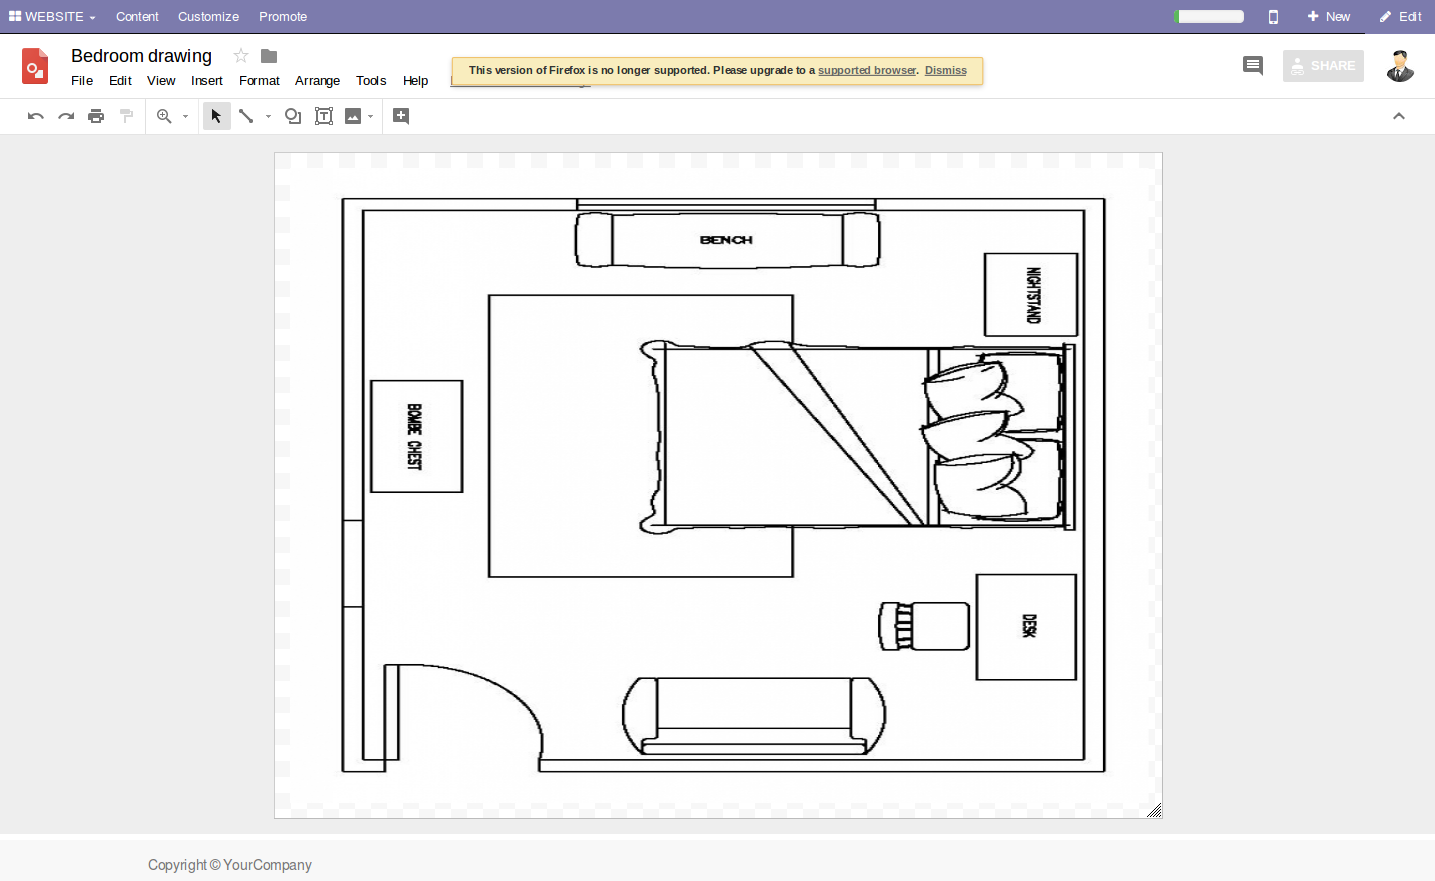 WEBSITE Content Customize Promote New Edit
Bedroom drawing
File Edit View Insert Format Arrange Tools Help
This version of Firefox is no longer supported. Please upgrade to a supported browser. Dismiss
SHARE
BENCH
NIGHTSTAND
BOMBE CHEST
DESK
Copyright © YourCompany